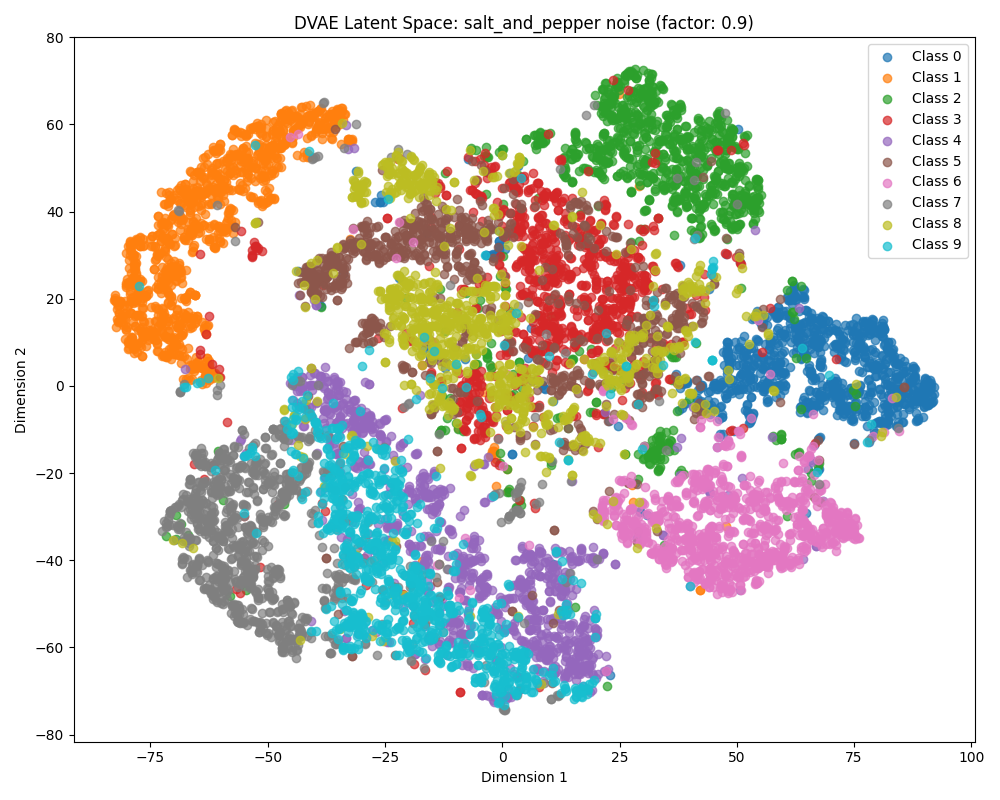 DVAE Latent Space: salt_and_pepper noise (factor: 0.9)
Class 0
Class 1
Class 2
Class 3
Class 4
Class 5
Class 6
Class 7
Class 8
Class 9
80
60
40
20
0
−20
−40
−60
−80
Dimension 2
−75 −50 −25 0 25 50 75 100
Dimension 1